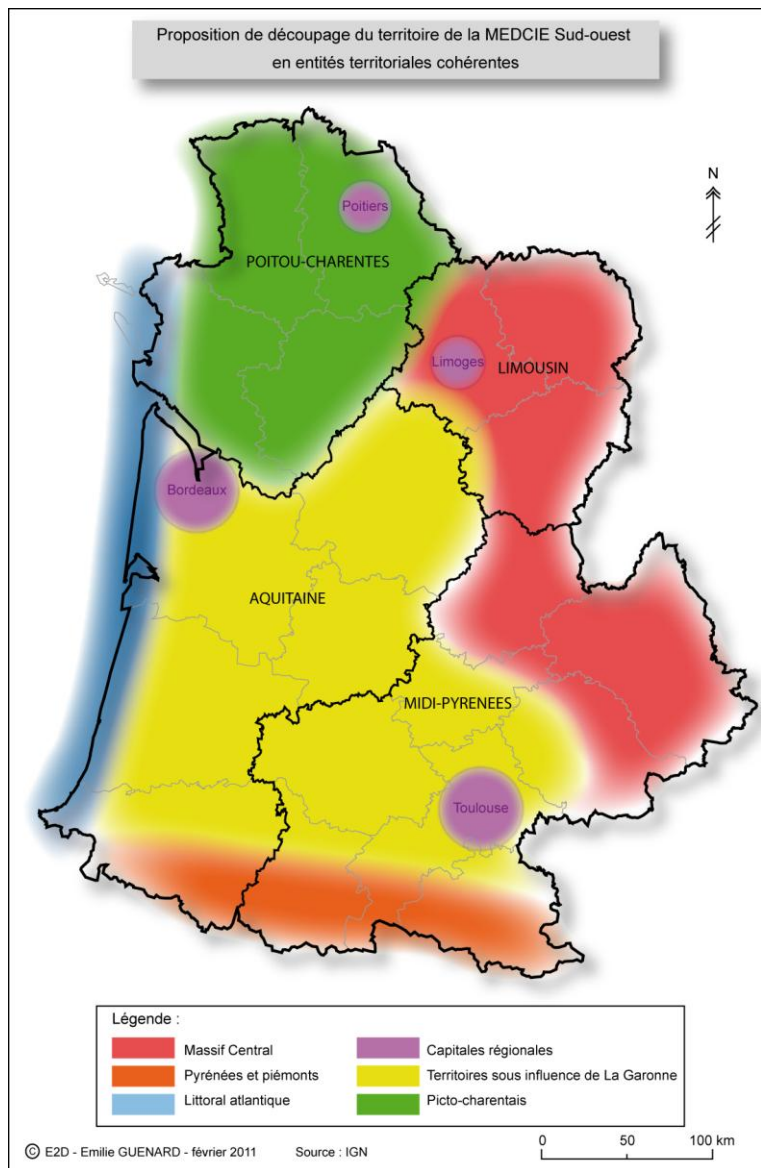 Proposition de découpage du territoire de la MEDCIE Sud-ouest
en entités territoriales cohérentes
N
Poitiers
POITOU-CHARENTES
Limoges
LIMOUSIN
Bordeaux
AQUITAINE
MIDI-PYRENEES
Toulouse
Légende :
Massif Central
Capitales régionales
Pyrénées et piémonts
Territoires sous influence de La Garonne
Littoral atlantique
Picto-charentais
© E2D - Emilie GUENARD - février 2011 Source : IGN
0 50 100 km